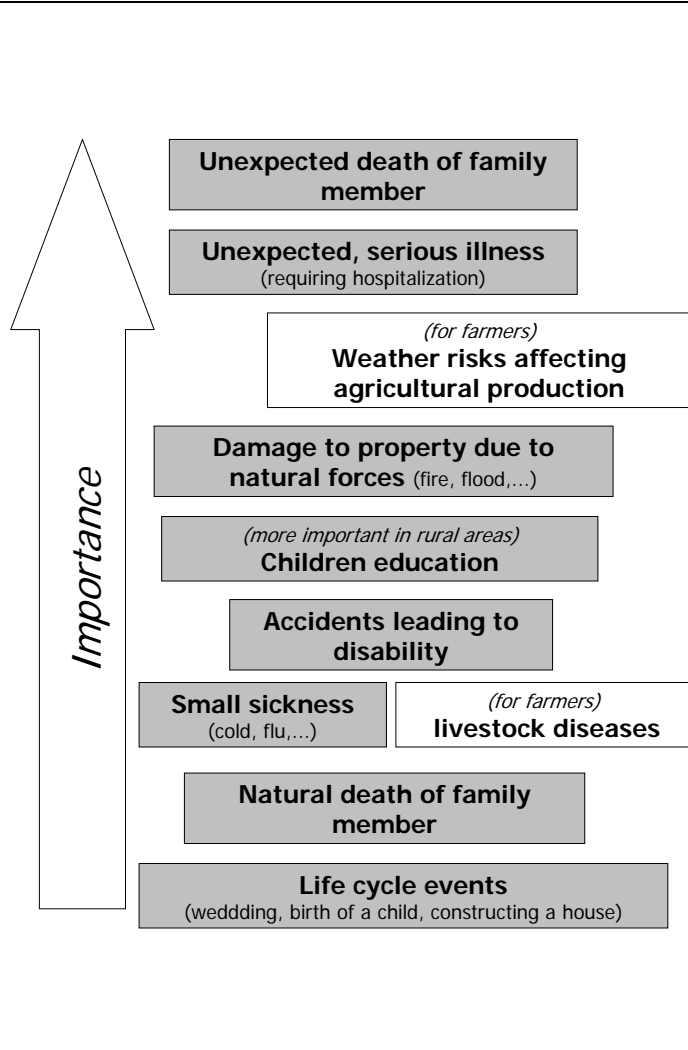 Unexpected death of family
member
Unexpected, serious illness
(requiring hospitalization)
(for farmers)
Weather risks affecting
agricultural production
Damage to property due to
natural forces (fire, flood,...)
(more important in rural areas)
Children education
Accidents leading to
disability
Small sickness
(cold, flu,...)
(for farmers)
livestock diseases
Natural death of family
member
Life cycle events
(weddding, birth of a child, constructing a house)
Importance